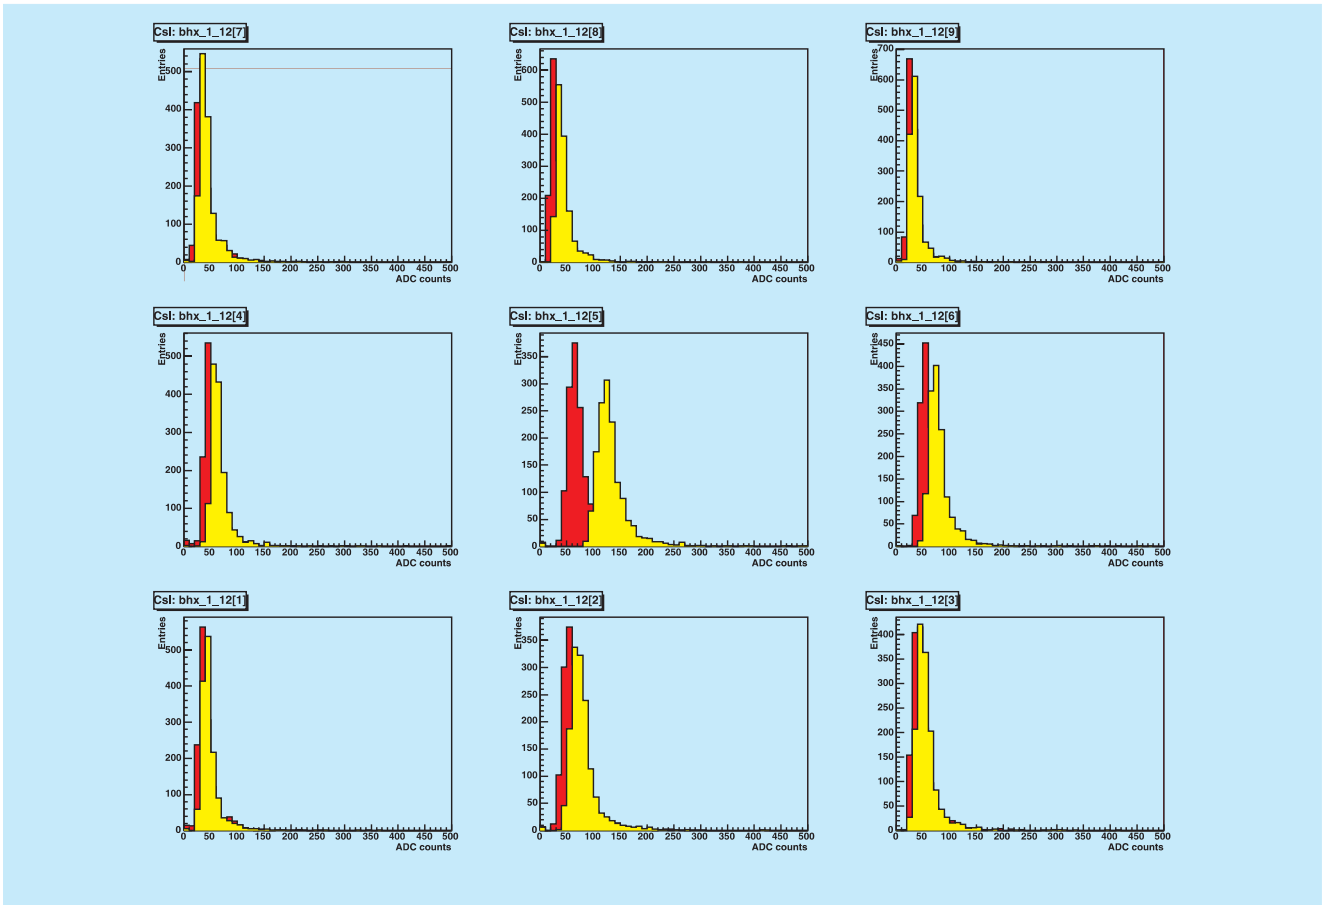 CsI: bhx_1_12[7]
Entries
500
400
300
200
100
0
0 50 100 150 200 250 300 350 400 450 500
ADC counts
CsI: bhx_1_12[8]
Entries
600
500
400
300
200
100
0
0 50 100 150 200 250 300 350 400 450 500
ADC counts
CsI: bhx_1_12[9]
Entries
700
600
500
400
300
200
100
0
0 50 100 150 200 250 300 350 400 450 500
ADC counts
CsI: bhx_1_12[4]
Entries
500
400
300
200
100
0
0 50 100 150 200 250 300 350 400 450 500
ADC counts
CsI: bhx_1_12[5]
Entries
350
300
250
200
150
100
50
0
0 50 100 150 200 250 300 350 400 450 500
ADC counts
CsI: bhx_1_12[6]
Entries
450
400
350
300
250
200
150
100
50
0
0 50 100 150 200 250 300 350 400 450 500
ADC counts
CsI: bhx_1_12[1]
Entries
500
400
300
200
100
0
0 50 100 150 200 250 300 350 400 450 500
ADC counts
CsI: bhx_1_12[2]
Entries
350
300
250
200
150
100
50
0
0 50 100 150 200 250 300 350 400 450 500
ADC counts
CsI: bhx_1_12[3]
Entries
400
350
300
250
200
150
100
50
0
0 50 100 150 200 250 300 350 400 450 500
ADC counts